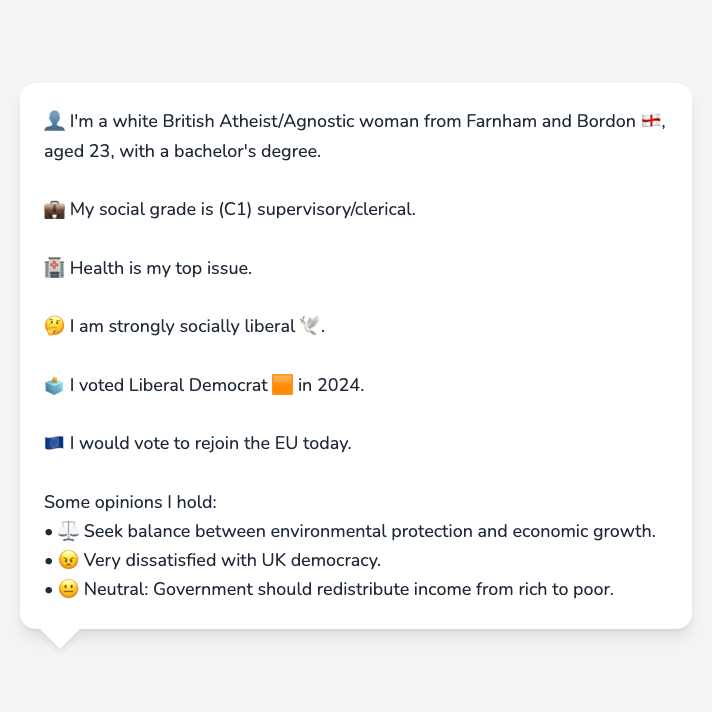 👤 I'm a white British Atheist/Agnostic woman from Farnham and Bordon 🏴󠁧󠁢󠁥󠁮󠁧󠁿,
aged 23, with a bachelor's degree.
💼 My social grade is (C1) supervisory/clerical.
🏥 Health is my top issue.
🤔 I am strongly socially liberal 🕊️.
🗳️ I voted Liberal Democrat 🟧 in 2024.
🇪🇺 I would vote to rejoin the EU today.
Some opinions I hold:
• ⚖️ Seek balance between environmental protection and economic growth.
• 😠 Very dissatisfied with UK democracy.
• 😐 Neutral: Government should redistribute income from rich to poor.